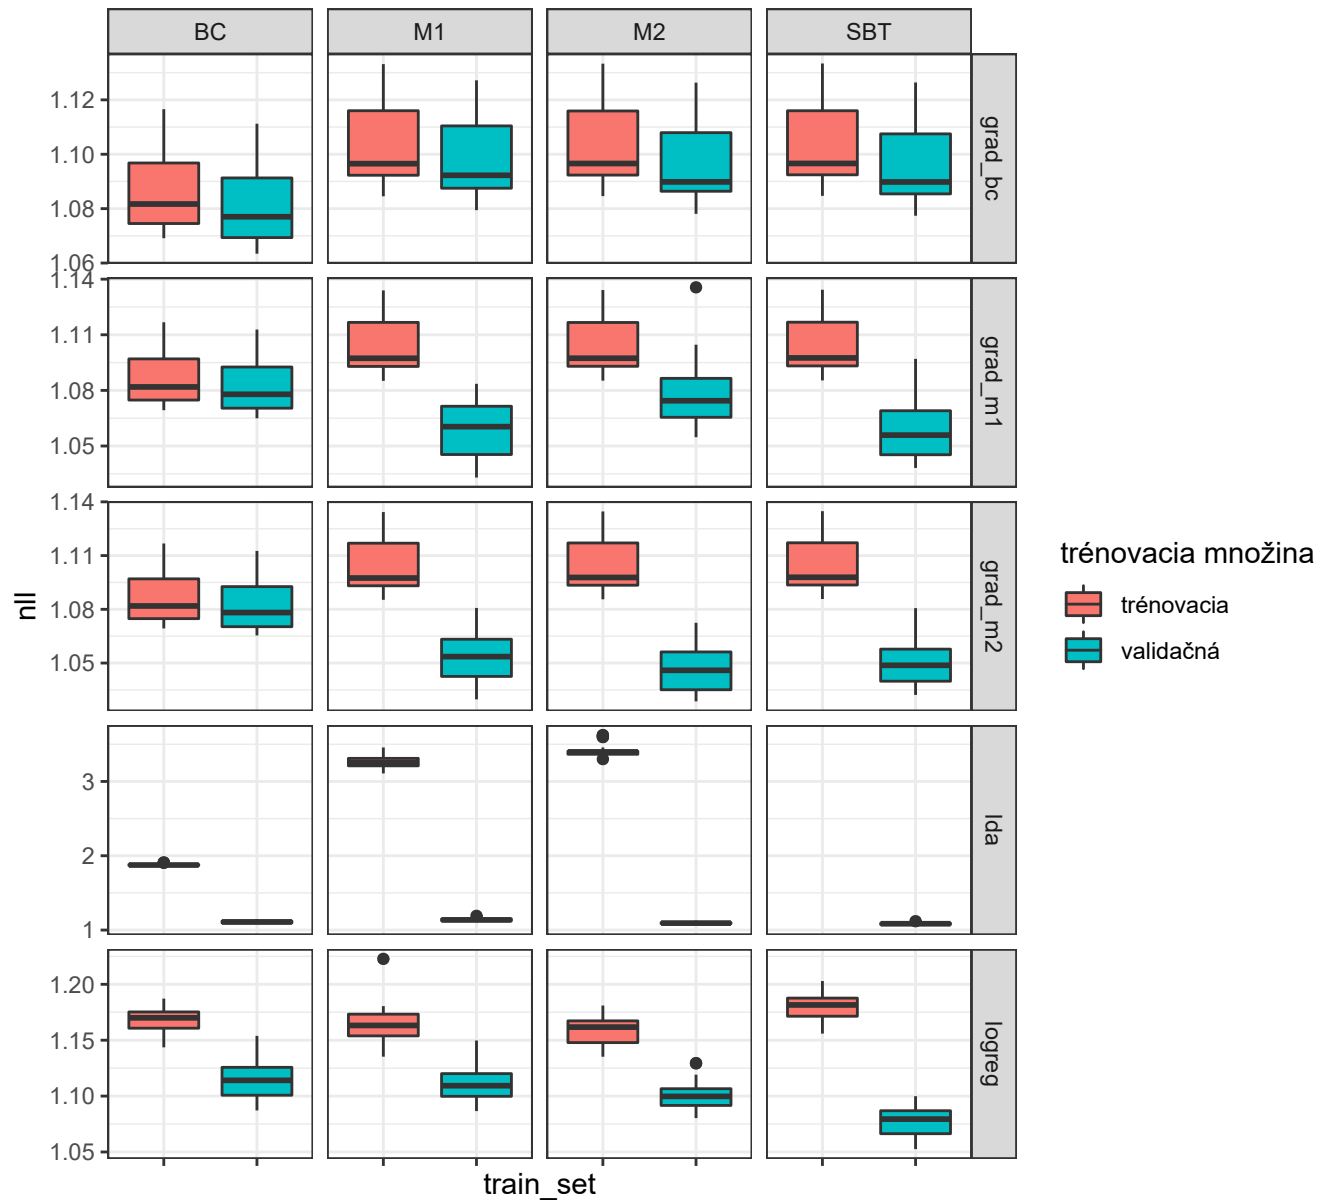 BC M1 M2 SBT
1.12
1.10
1.08
1.06
grad_bc
1.14
1.11
1.08
1.05
grad_m1
1.14
1.11
1.08
1.05
grad_m2
3
2
1
lda
1.20
1.15
1.10
1.05
logreg
nll
train_set
trénovacia množina
trénovacia
validačná